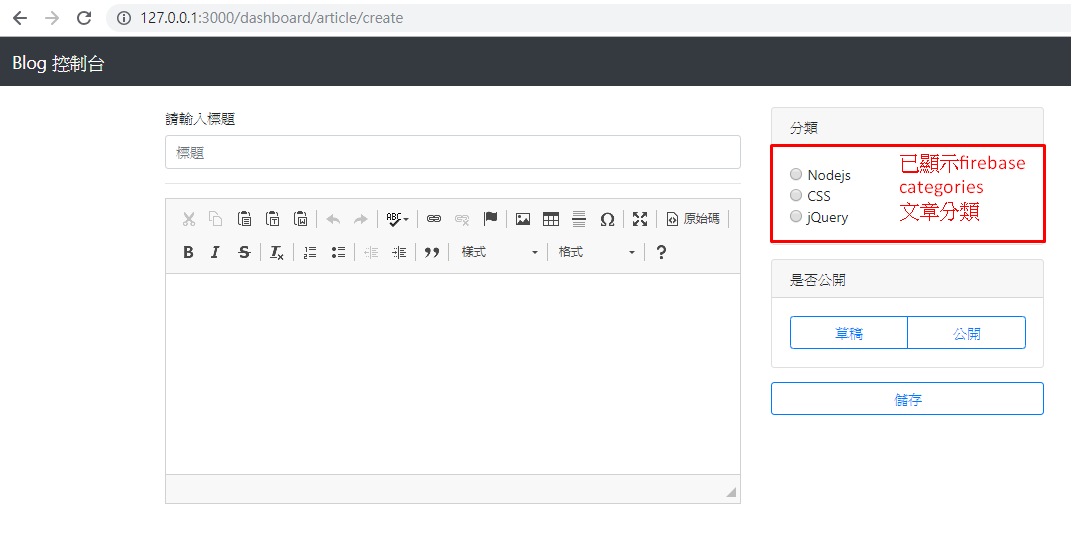 127.0.0.1:3000/dashboard/article/create
Blog 控制台
請輸入標題
標題
原始碼
樣式
格式
分類
Nodejs
CSS
jQuery
已顯示firebase
categories
文章分類
是否公開
草稿
公開
儲存